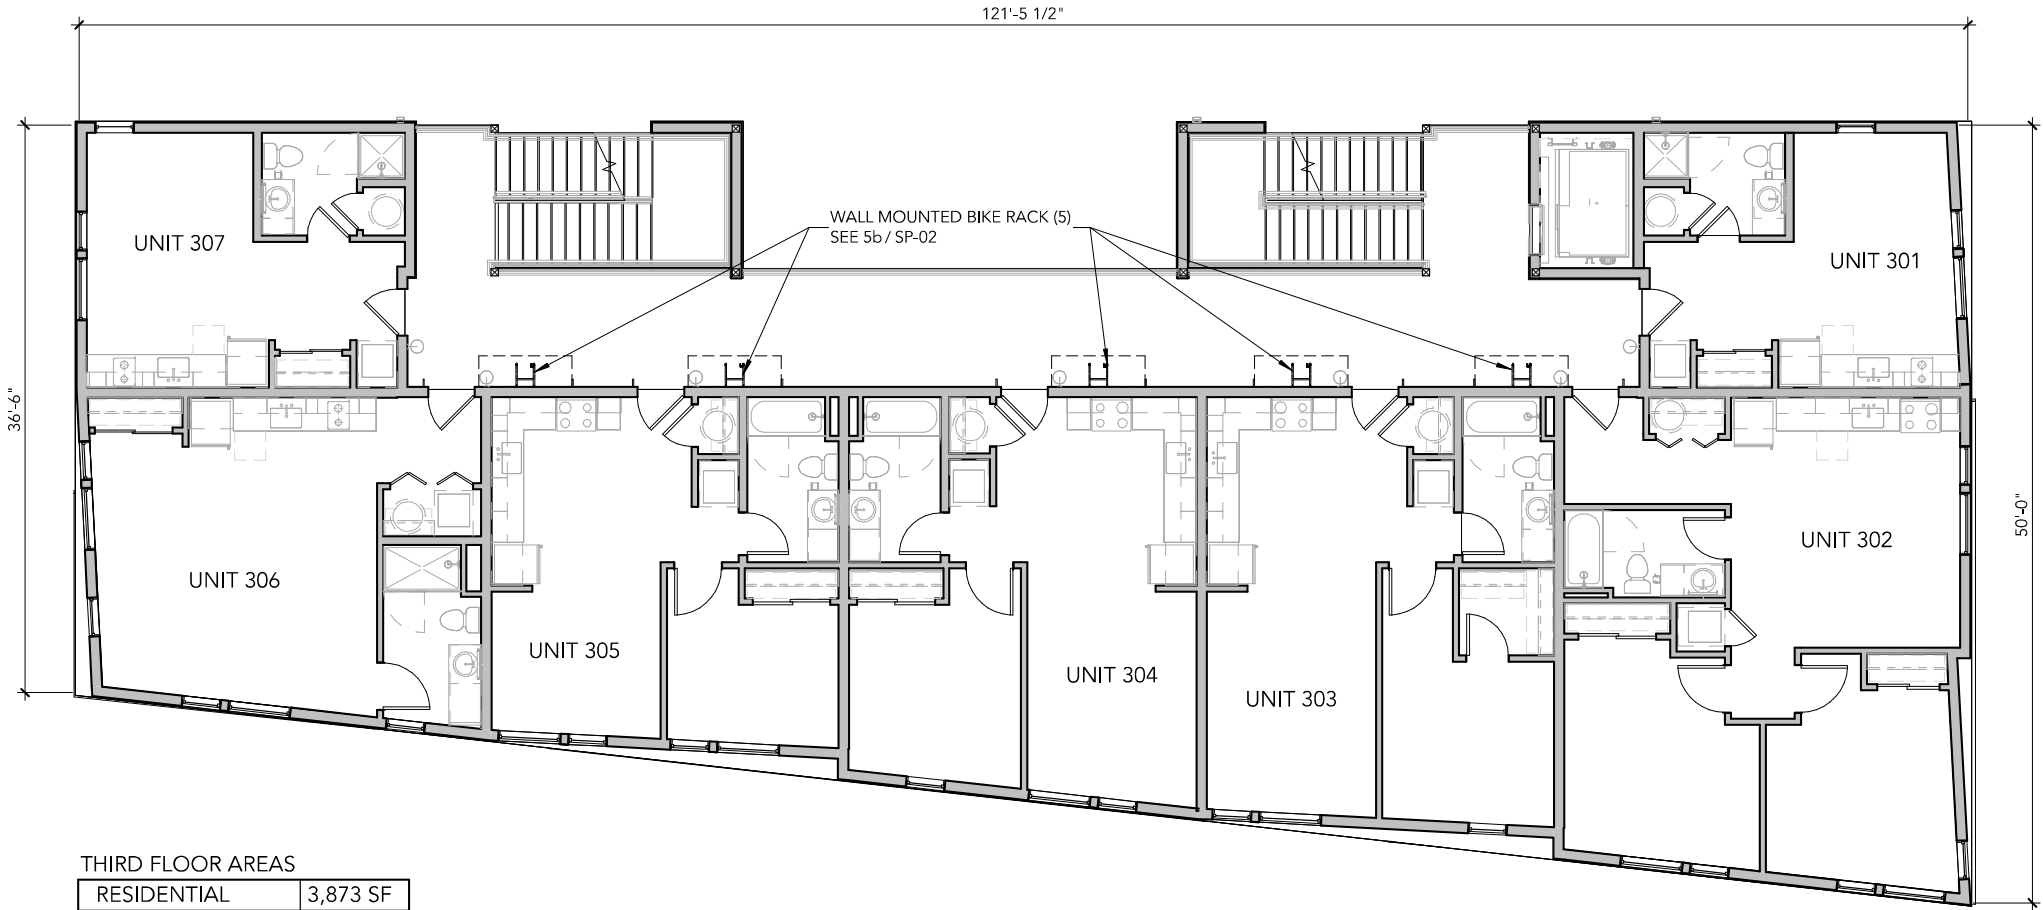 121'-5 1/2"
WALL MOUNTED BIKE RACK (5)
SEE 5b / SP-02
UNIT 307
UNIT 301
36'-6"
50'-0"
UNIT 306
UNIT 302
UNIT 305
UNIT 304
UNIT 303
THIRD FLOOR AREAS
RESIDENTIAL 3,873 SF